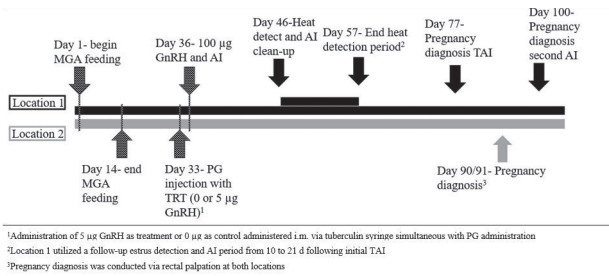 Day 1- begin
MGA feeding
Day 36- 100 µg
GnRH and AI
Day 46-Heat
detect and AI
clean-up
Day 57- End heat
detection period2
Day 77-
Pregnancy
diagnosis TAI
Day 100-
Pregnancy
diagnosis
second AI
Location 1
Location 2
Day 14- end
MGA
feeding
Day 33- PG
injection with
TRT (0 or 5 µg
GnRH)1
Day 90/91- Pregnancy
diagnosis3
1Administration of 5 µg GnRH as treatment or 0 µg as control administered i.m. via tuberculin syringe simultaneous with PG administration
2Location 1 utilized a follow-up estrus detection and AI period from 10 to 21 d following initial TAI
3Pregnancy diagnosis was conducted via rectal palpation at both locations